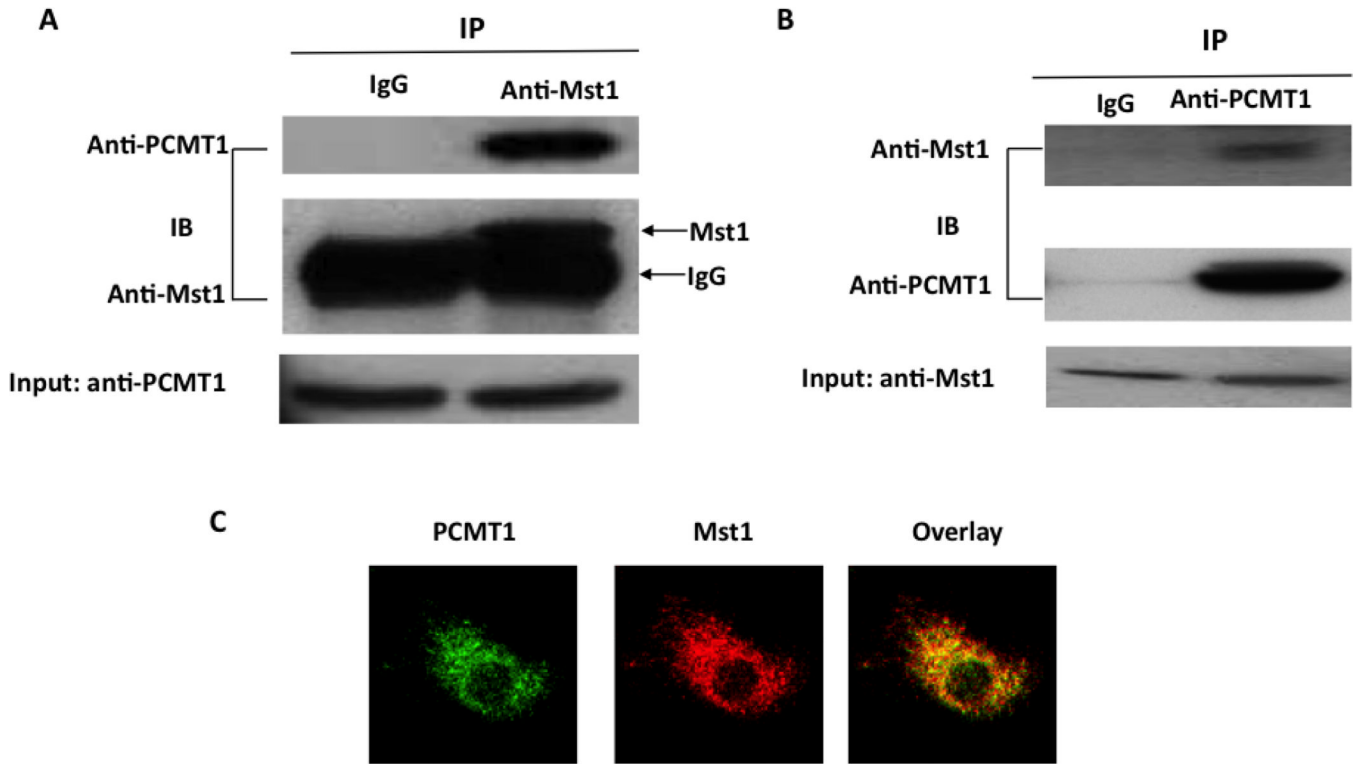 A
IP
IgG Anti-Mst1
Anti-PCMT1
IB
Anti-Mst1
Mst1
IgG
Input: anti-PCMT1
B
IP
IgG Anti-PCMT1
Anti-Mst1
IB
Anti-PCMT1
Input: anti-Mst1
C
PCMT1 Mst1 Overlay